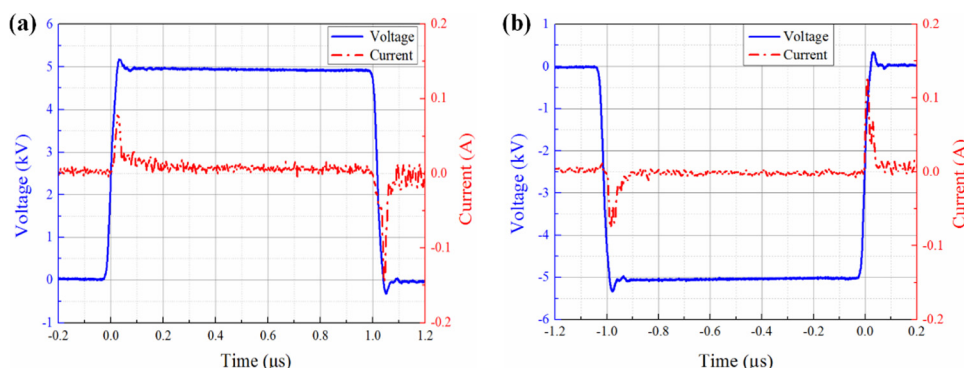 (a)
Voltage
Current
6
5
4
3
2
1
0
-1
Voltage (kV)
0.2
0.1
0.0
-0.1
-0.2
Current (A)
-0.2 0.0 0.2 0.4 0.6 0.8 1.0 1.2
Time (µs)
(b)
Voltage
Current
1
0
-1
-2
-3
-4
-5
-6
Voltage (kV)
0.2
0.1
0.0
-0.1
-0.2
Current (A)
-1.2 -1.0 -0.8 -0.6 -0.4 -0.2 0.0 0.2
Time (µs)